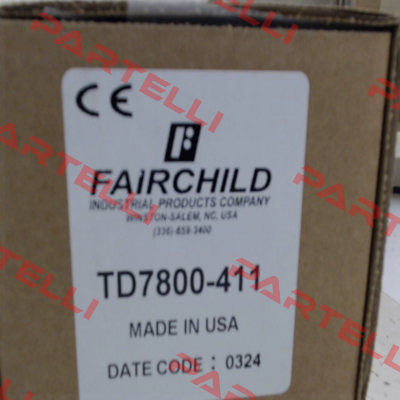 CE
FAIRCHILD
INDUSTRIAL PRODUCTS COMPANY
WINSTON-SALEM, NC, USA
(336)-659-3400
TD7800-411
MADE IN USA
DATE CODE : 0324
PARTELLI
PARTELLI
PARTELLI
PARTELLI